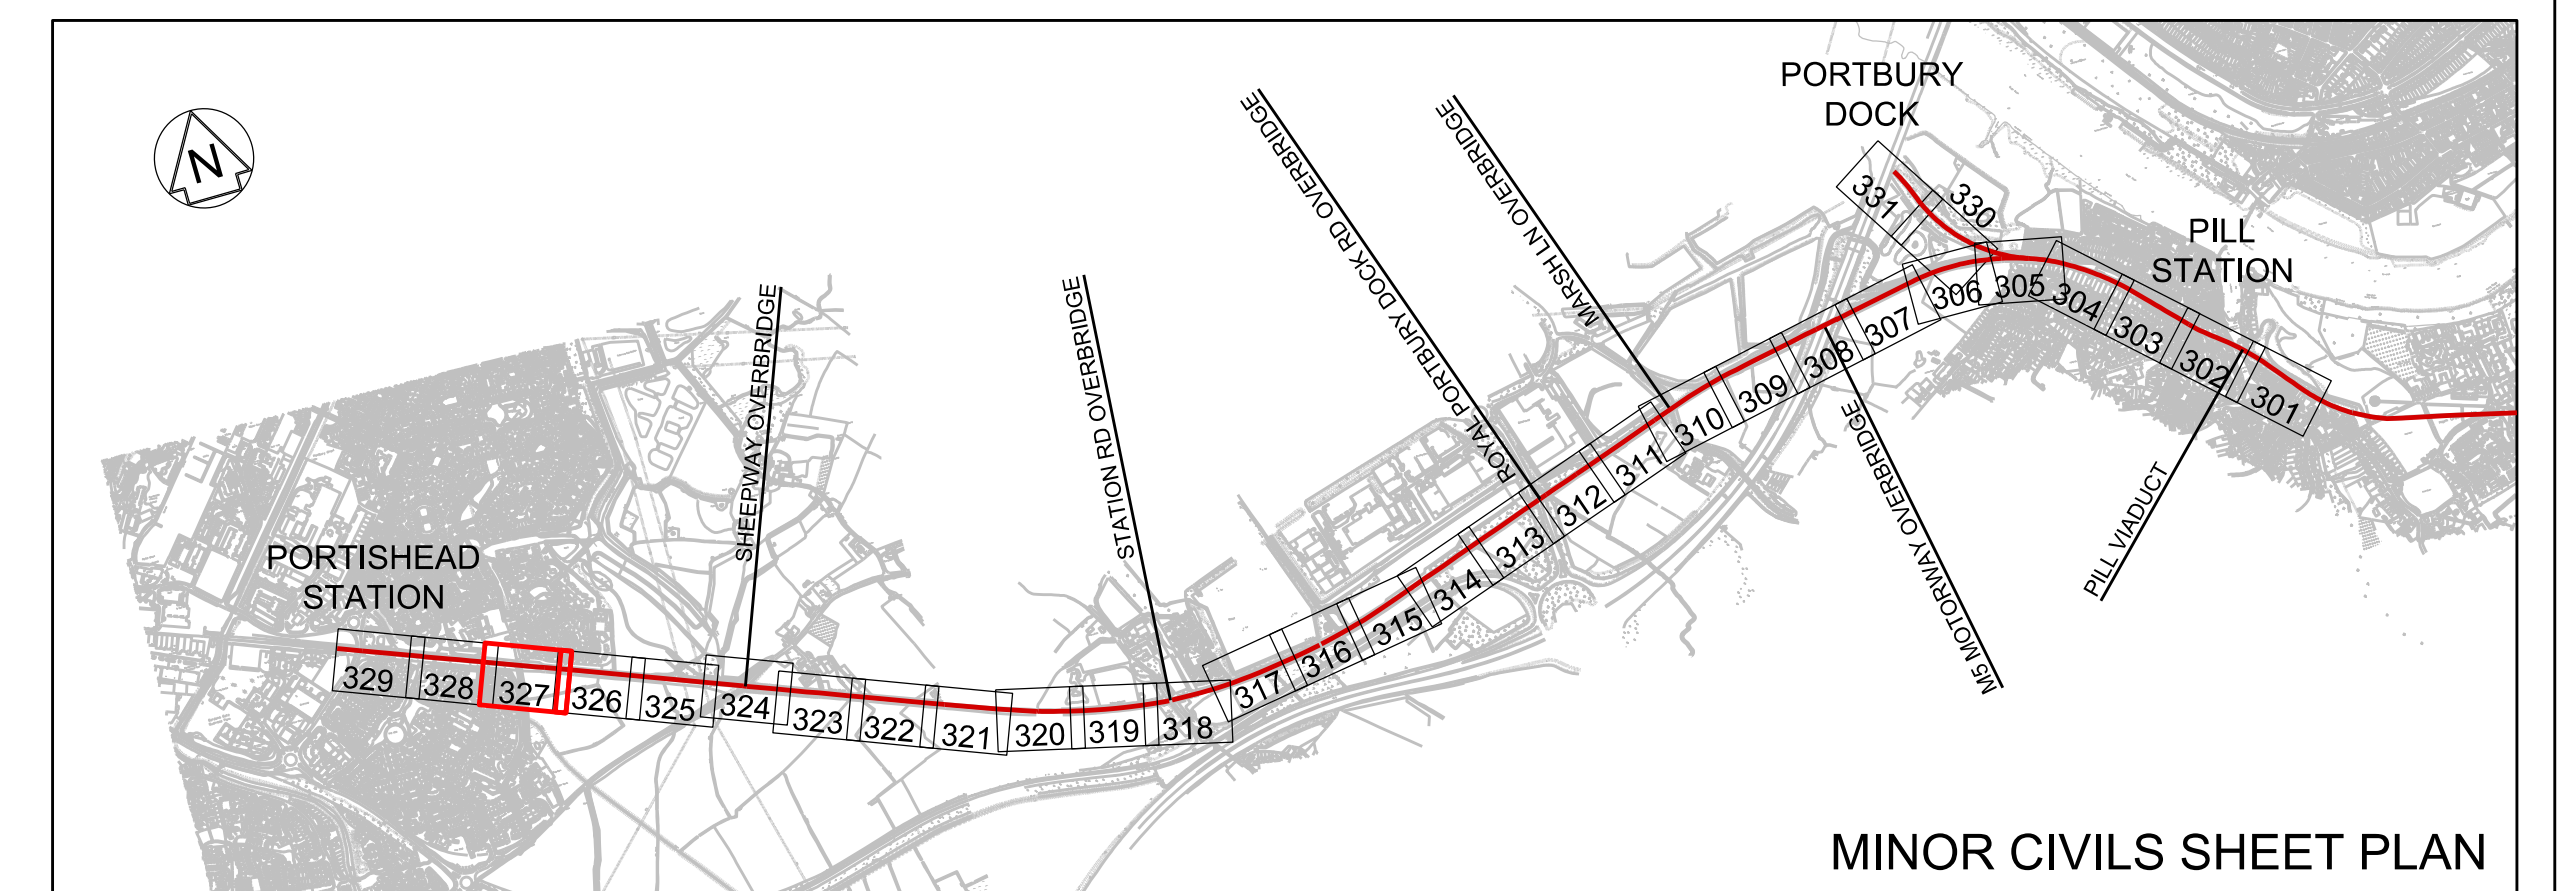 N
PORTBURY
DOCK
PILL
STATION
PORTISHEAD
STATION
SHEEPWAY OVERBRIDGE
STATION RD OVERBRIDGE
ROYAL PORTBURY DOCK RD OVERBRIDGE
MARSH LN OVERBRIDGE
M5 MOTORWAY OVERBRIDGE
PILL VIADUCT
329
328
327
326
325
324
323
322
321
320
319
318
317
316
315
314
313
312
311
310
309
308
307
306
305
304
303
302
301
331
330
MINOR CIVILS SHEET PLAN